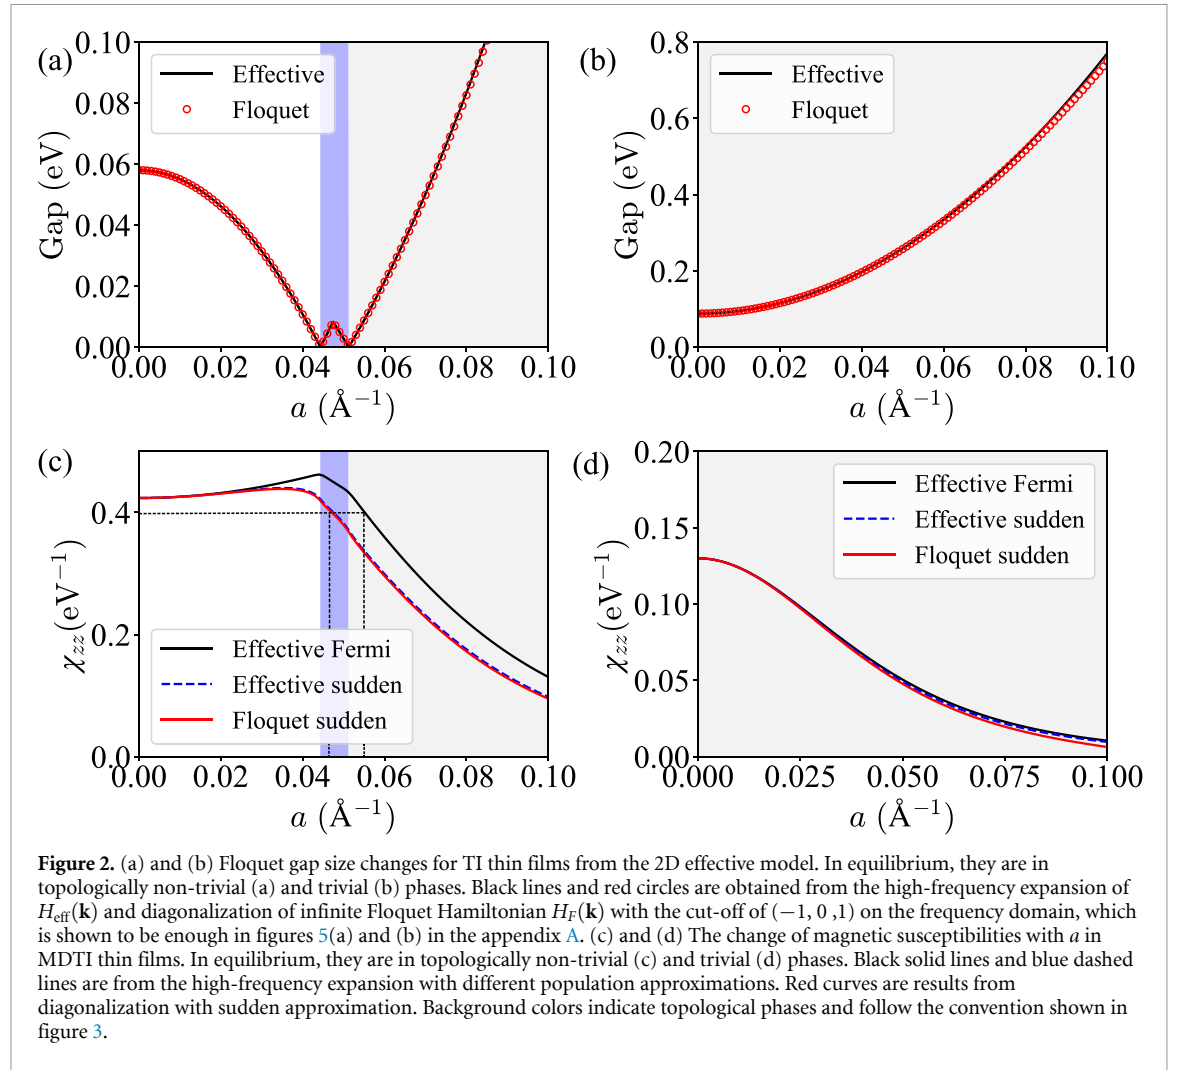 (a)
0.10
0.08
0.06
0.04
0.02
0.00
Gap (eV)
Effective
Floquet
0.00 0.02 0.04 0.06 0.08 0.10
a (Å⁻¹)
(b)
0.8
0.6
0.4
0.2
0.0
Gap (eV)
Effective
Floquet
0.00 0.02 0.04 0.06 0.08 0.10
a (Å⁻¹)
(c)
0.4
0.2
0.0
χzz(eV⁻¹)
Effective Fermi
Effective sudden
Floquet sudden
0.00 0.02 0.04 0.06 0.08 0.10
a (Å⁻¹)
(d)
0.20
0.15
0.10
0.05
0.00
χzz(eV⁻¹)
Effective Fermi
Effective sudden
Floquet sudden
0.000 0.025 0.050 0.075 0.100
a (Å⁻¹)
Figure 2. (a) and (b) Floquet gap size changes for TI thin films from the 2D effective model. In equilibrium, they are in
topologically non-trivial (a) and trivial (b) phases. Black lines and red circles are obtained from the high-frequency expansion of
Heff(k) and diagonalization of infinite Floquet Hamiltonian HF(k) with the cut-off of (−1, 0 ,1) on the frequency domain, which
is shown to be enough in figures 5(a) and (b) in the appendix A. (c) and (d) The change of magnetic susceptibilities with a in
MDTI thin films. In equilibrium, they are in topologically non-trivial (c) and trivial (d) phases. Black solid lines and blue dashed
lines are from the high-frequency expansion with different population approximations. Red curves are results from
diagonalization with sudden approximation. Background colors indicate topological phases and follow the convention shown in
figure 3.